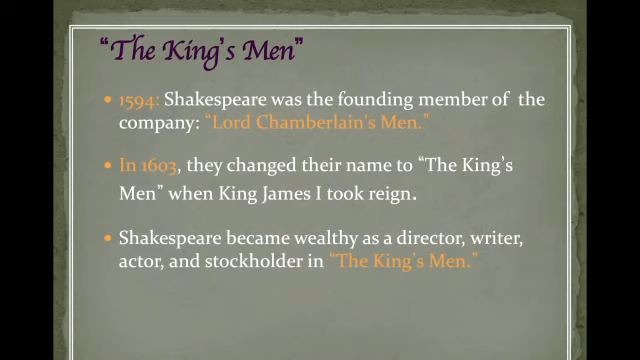 “The King’s Men”
1594: Shakespeare was the founding member of the
company: “Lord Chamberlain's Men.”
In 1603, they changed their name to “The King’s
Men” when King James I took reign.
Shakespeare became wealthy as a director, writer,
actor, and stockholder in “The King’s Men.”